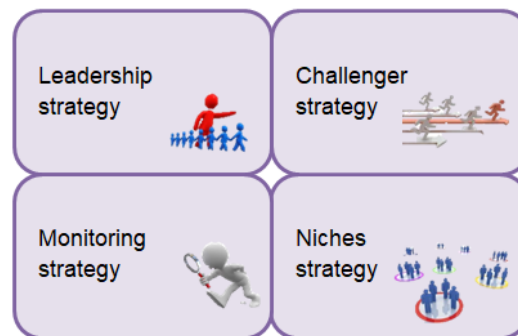 Leadership
strategy
Challenger
strategy
Monitoring
strategy
Niches
strategy